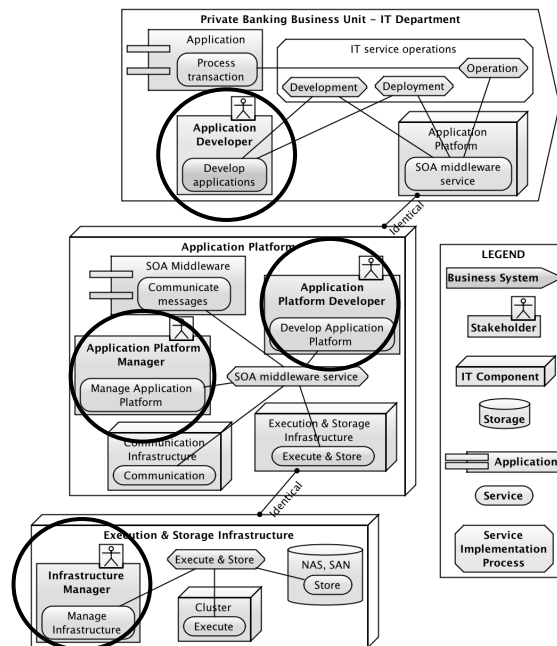 Private Banking Business Unit – IT Department
Application
Process
transaction
IT service operations
Operation
Development
Deployment
Application
Developer
Develop
applications
Application
Platform
SOA middleware
service
Identical
Application Platform
SOA Middleware
Communicate
messages
Application
Platform Developer
Develop Application
Platform
Application Platform
Manager
Manage Application
Platform
SOA middleware service
Communication
Infrastructure
Communication
Execution & Storage
Infrastructure
Execute & Store
Identical
Execution & Storage Infrastructure
Infrastructure
Manager
Manage
Infrastructure
Execute & Store
Cluster
Execute
NAS, SAN
Store
LEGEND
Business System
Stakeholder
IT Component
Storage
Application
Service
Service
Implementation
Process